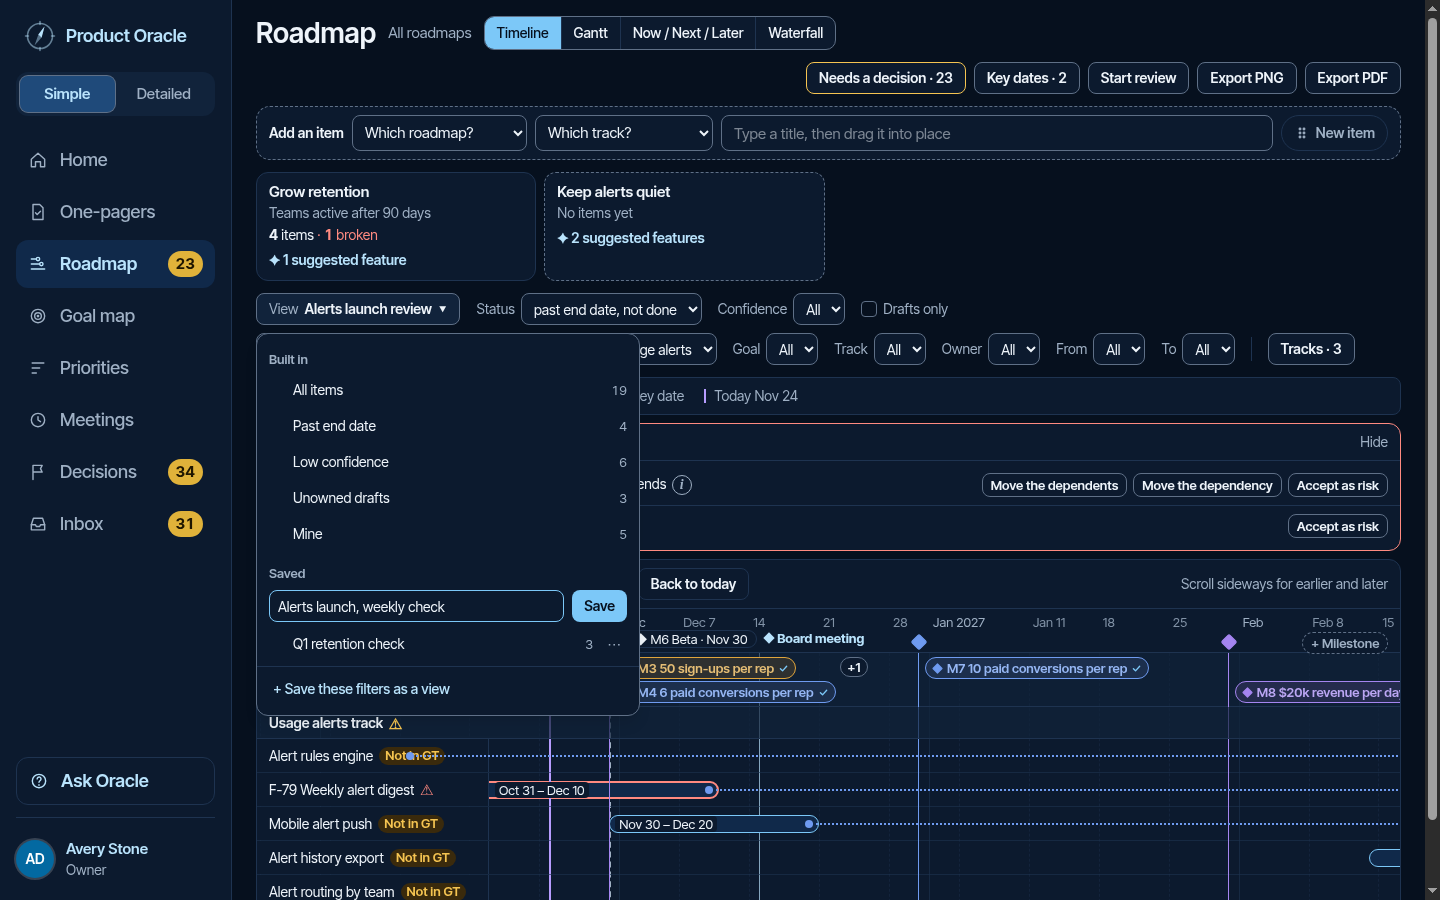 Product Oracle
Simple
Detailed
Home
One-pagers
Roadmap 23
Goal map
Priorities
Meetings
Decisions 34
Inbox 31
Ask Oracle
AD
Avery Stone
Owner
Roadmap All roadmaps Timeline Gantt Now / Next / Later Waterfall
Needs a decision · 23 Key dates · 2 Start review Export PNG Export PDF
Add an item Which roadmap? Which track? Type a title, then drag it into place New item
Grow retention
Teams active after 90 days
4 items · 1 broken
1 suggested feature
Keep alerts quiet
No items yet
2 suggested features
View Alerts launch review Status past end date, not done Confidence All Drafts only
ge alerts Goal All Track All Owner All From All To All Tracks · 3
Built in
All items 19
Past end date 4
Low confidence 6
Unowned drafts 3
Mine 5
Saved
Alerts launch, weekly check Save
Q1 retention check 3 ···
+ Save these filters as a view
ey date Today Nov 24
Hide
ends i Move the dependents Move the dependency Accept as risk
Accept as risk
Back to today Scroll sideways for earlier and later
c Dec 7 14 21 28 Jan 2027 Jan 11 18 25 Feb Feb 8 15
M6 Beta · Nov 30 Board meeting + Milestone
M3 50 sign-ups per rep ✓ +1 M7 10 paid conversions per rep ✓
M4 6 paid conversions per rep ✓ M8 $20k revenue per da
Usage alerts track
Alert rules engine Not in GT
F-79 Weekly alert digest Oct 31 – Dec 10
Mobile alert push Not in GT Nov 30 – Dec 20
Alert history export Not in GT
Alert routing by team Not in GT